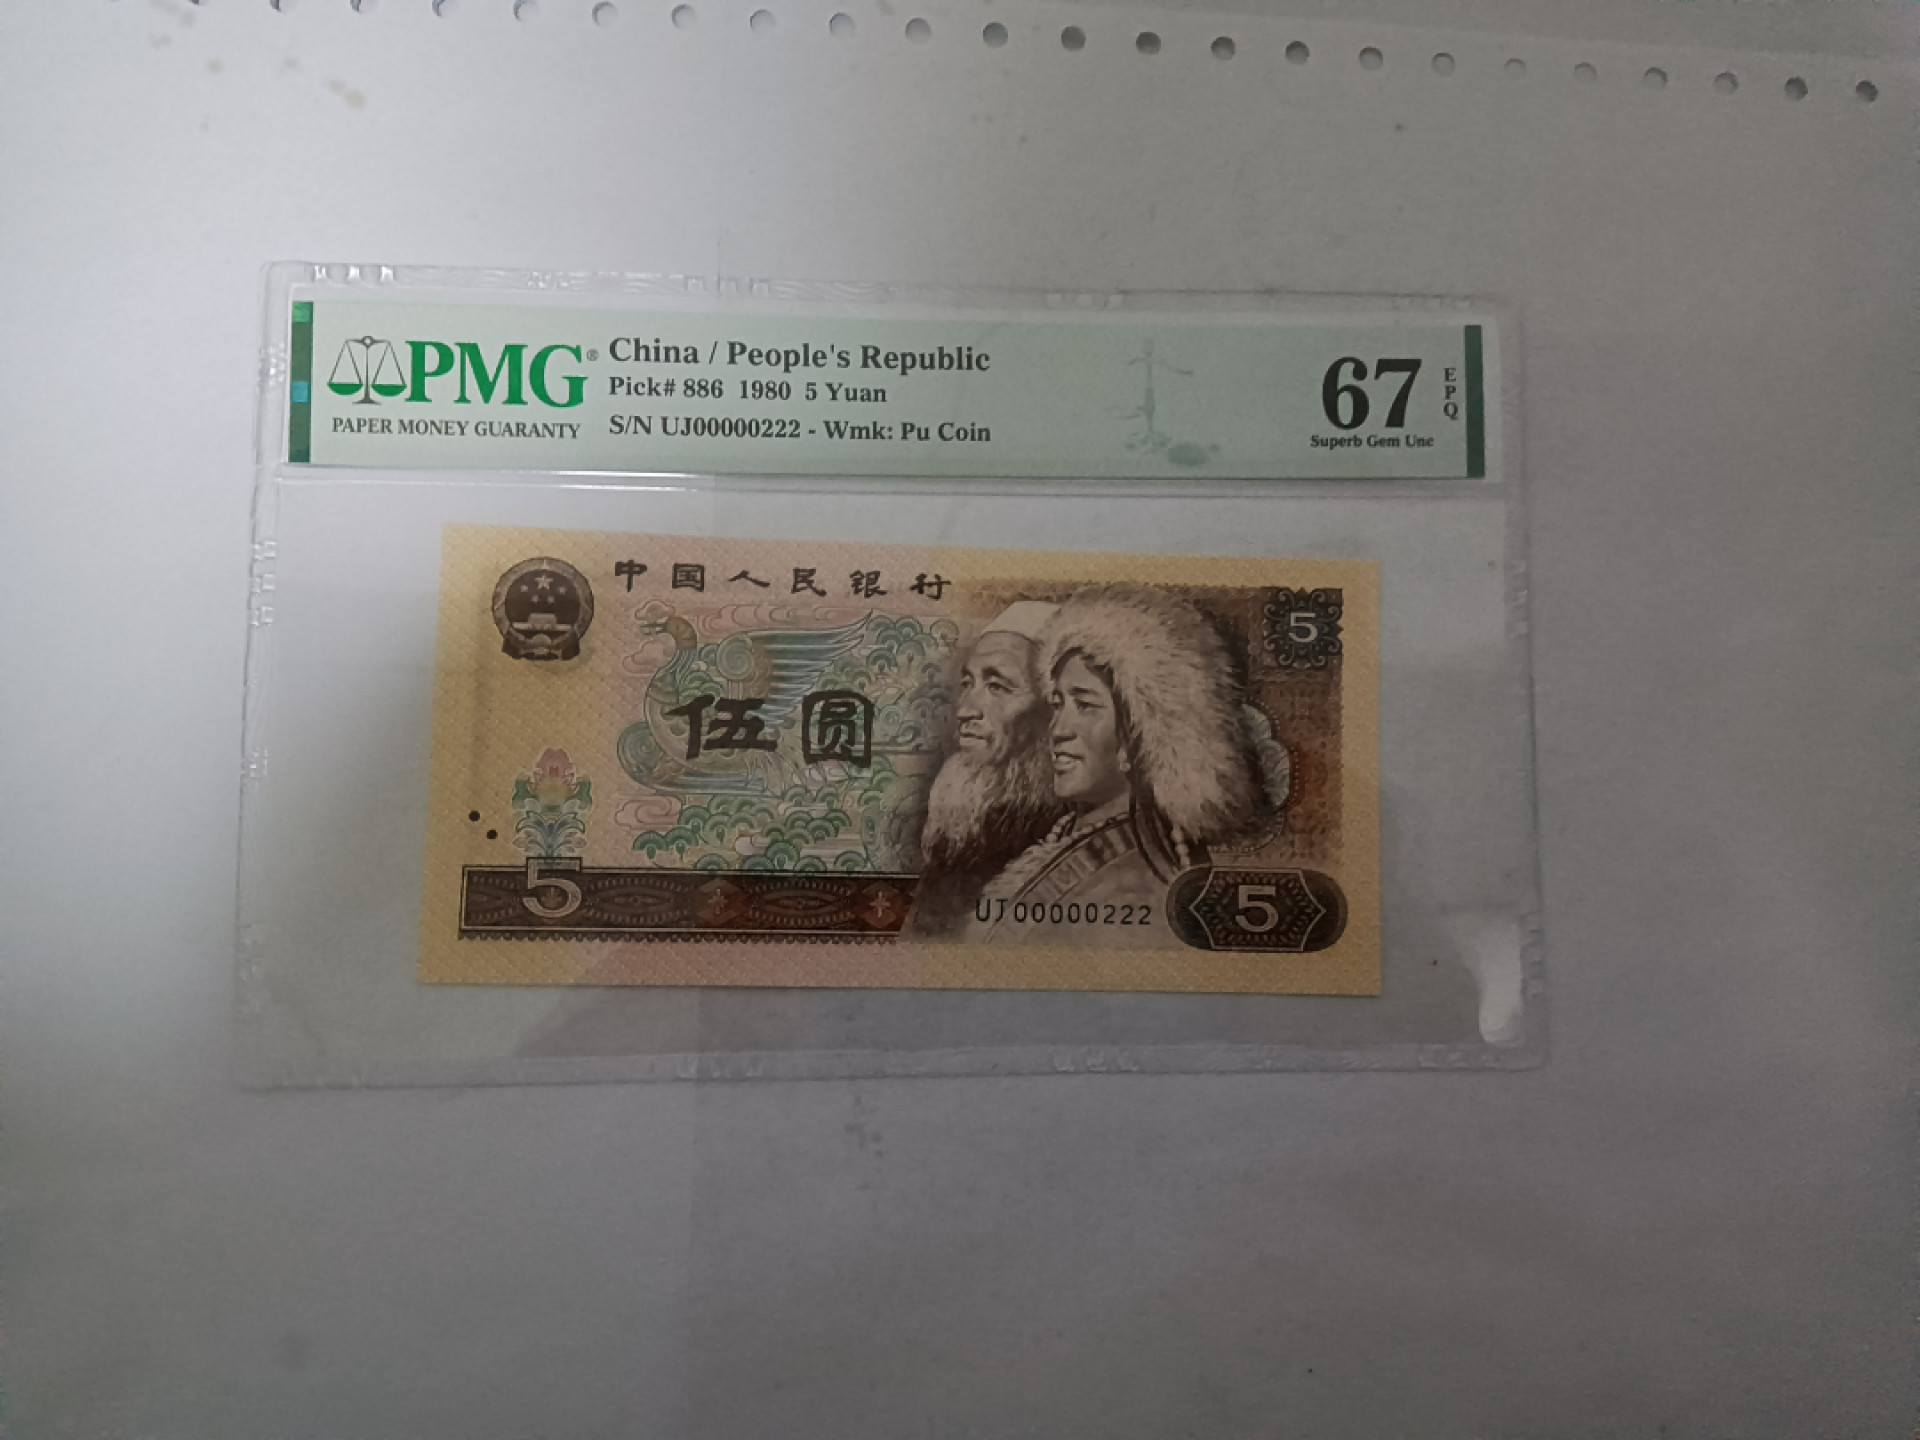 PMG®
PAPER MONEY GUARANTY
China / People's Republic
Pick# 886 1980 5 Yuan
S/N UJ00000222 - Wmk: Pu Coin
67
EPQ
Superb Gem Unc
中国人民银行
5
伍圆
5
UJ00000222
5